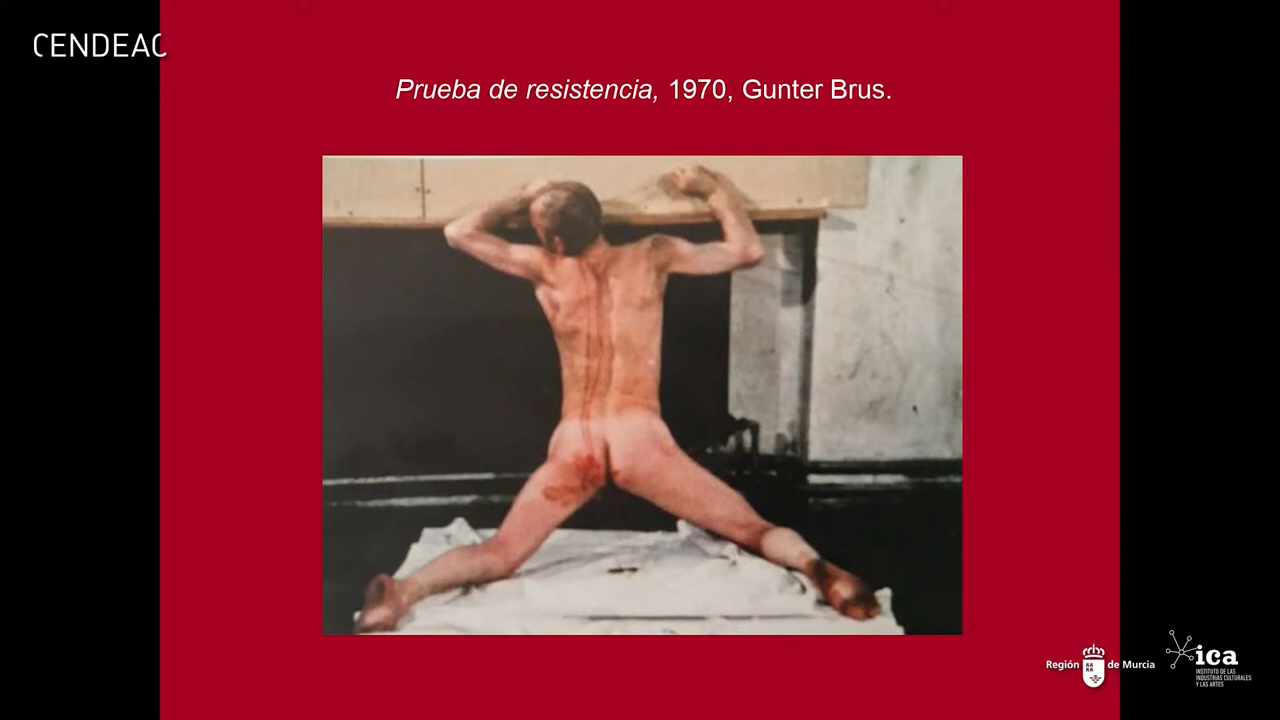 CENDEAC
Prueba de resistencia, 1970, Gunter Brus.
Región de Murcia
ica
INSTITUTO DE LAS
INDUSTRIAS CULTURALES
Y LAS ARTES